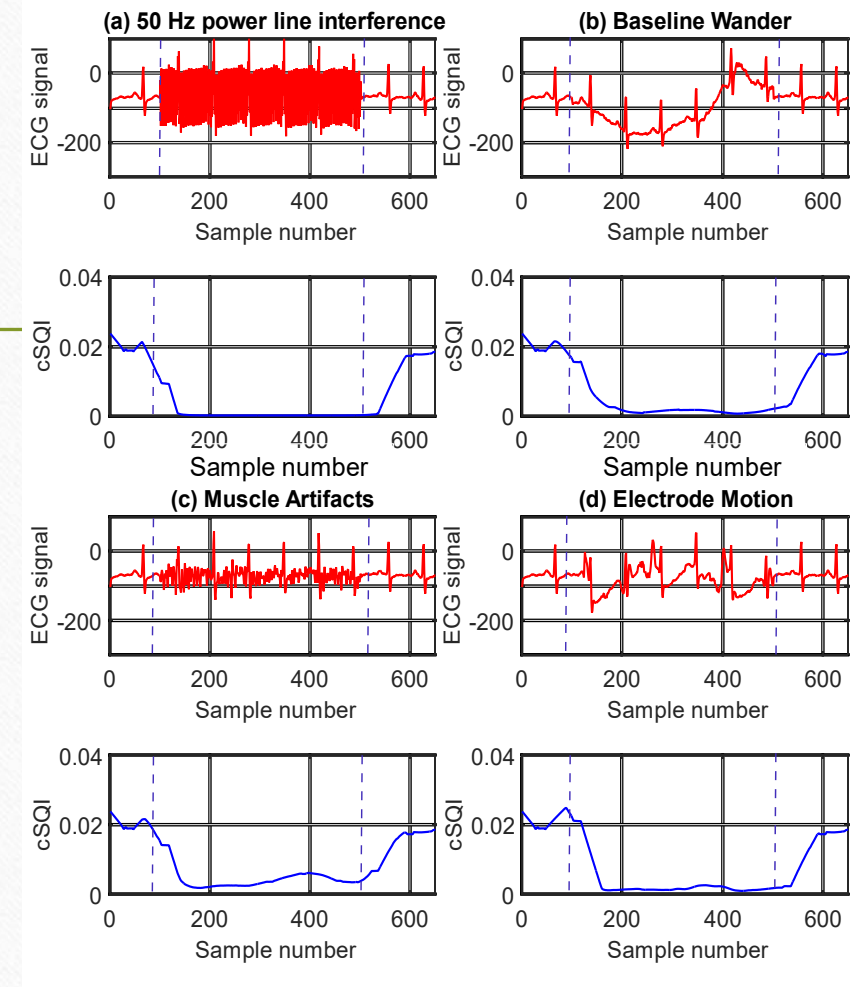 (a) 50 Hz power line interference
(b) Baseline Wander
ECG signal
0
-200
0 200 400 600
Sample number
ECG signal
0
-200
0 200 400 600
Sample number
cSQI
0.04
0.02
0
0 200 400 600
Sample number
cSQI
0.04
0.02
0
0 200 400 600
Sample number
(c) Muscle Artifacts
(d) Electrode Motion
ECG signal
0
-200
0 200 400 600
Sample number
ECG signal
0
-200
0 200 400 600
Sample number
cSQI
0.04
0.02
0
0 200 400 600
Sample number
cSQI
0.04
0.02
0
0 200 400 600
Sample number